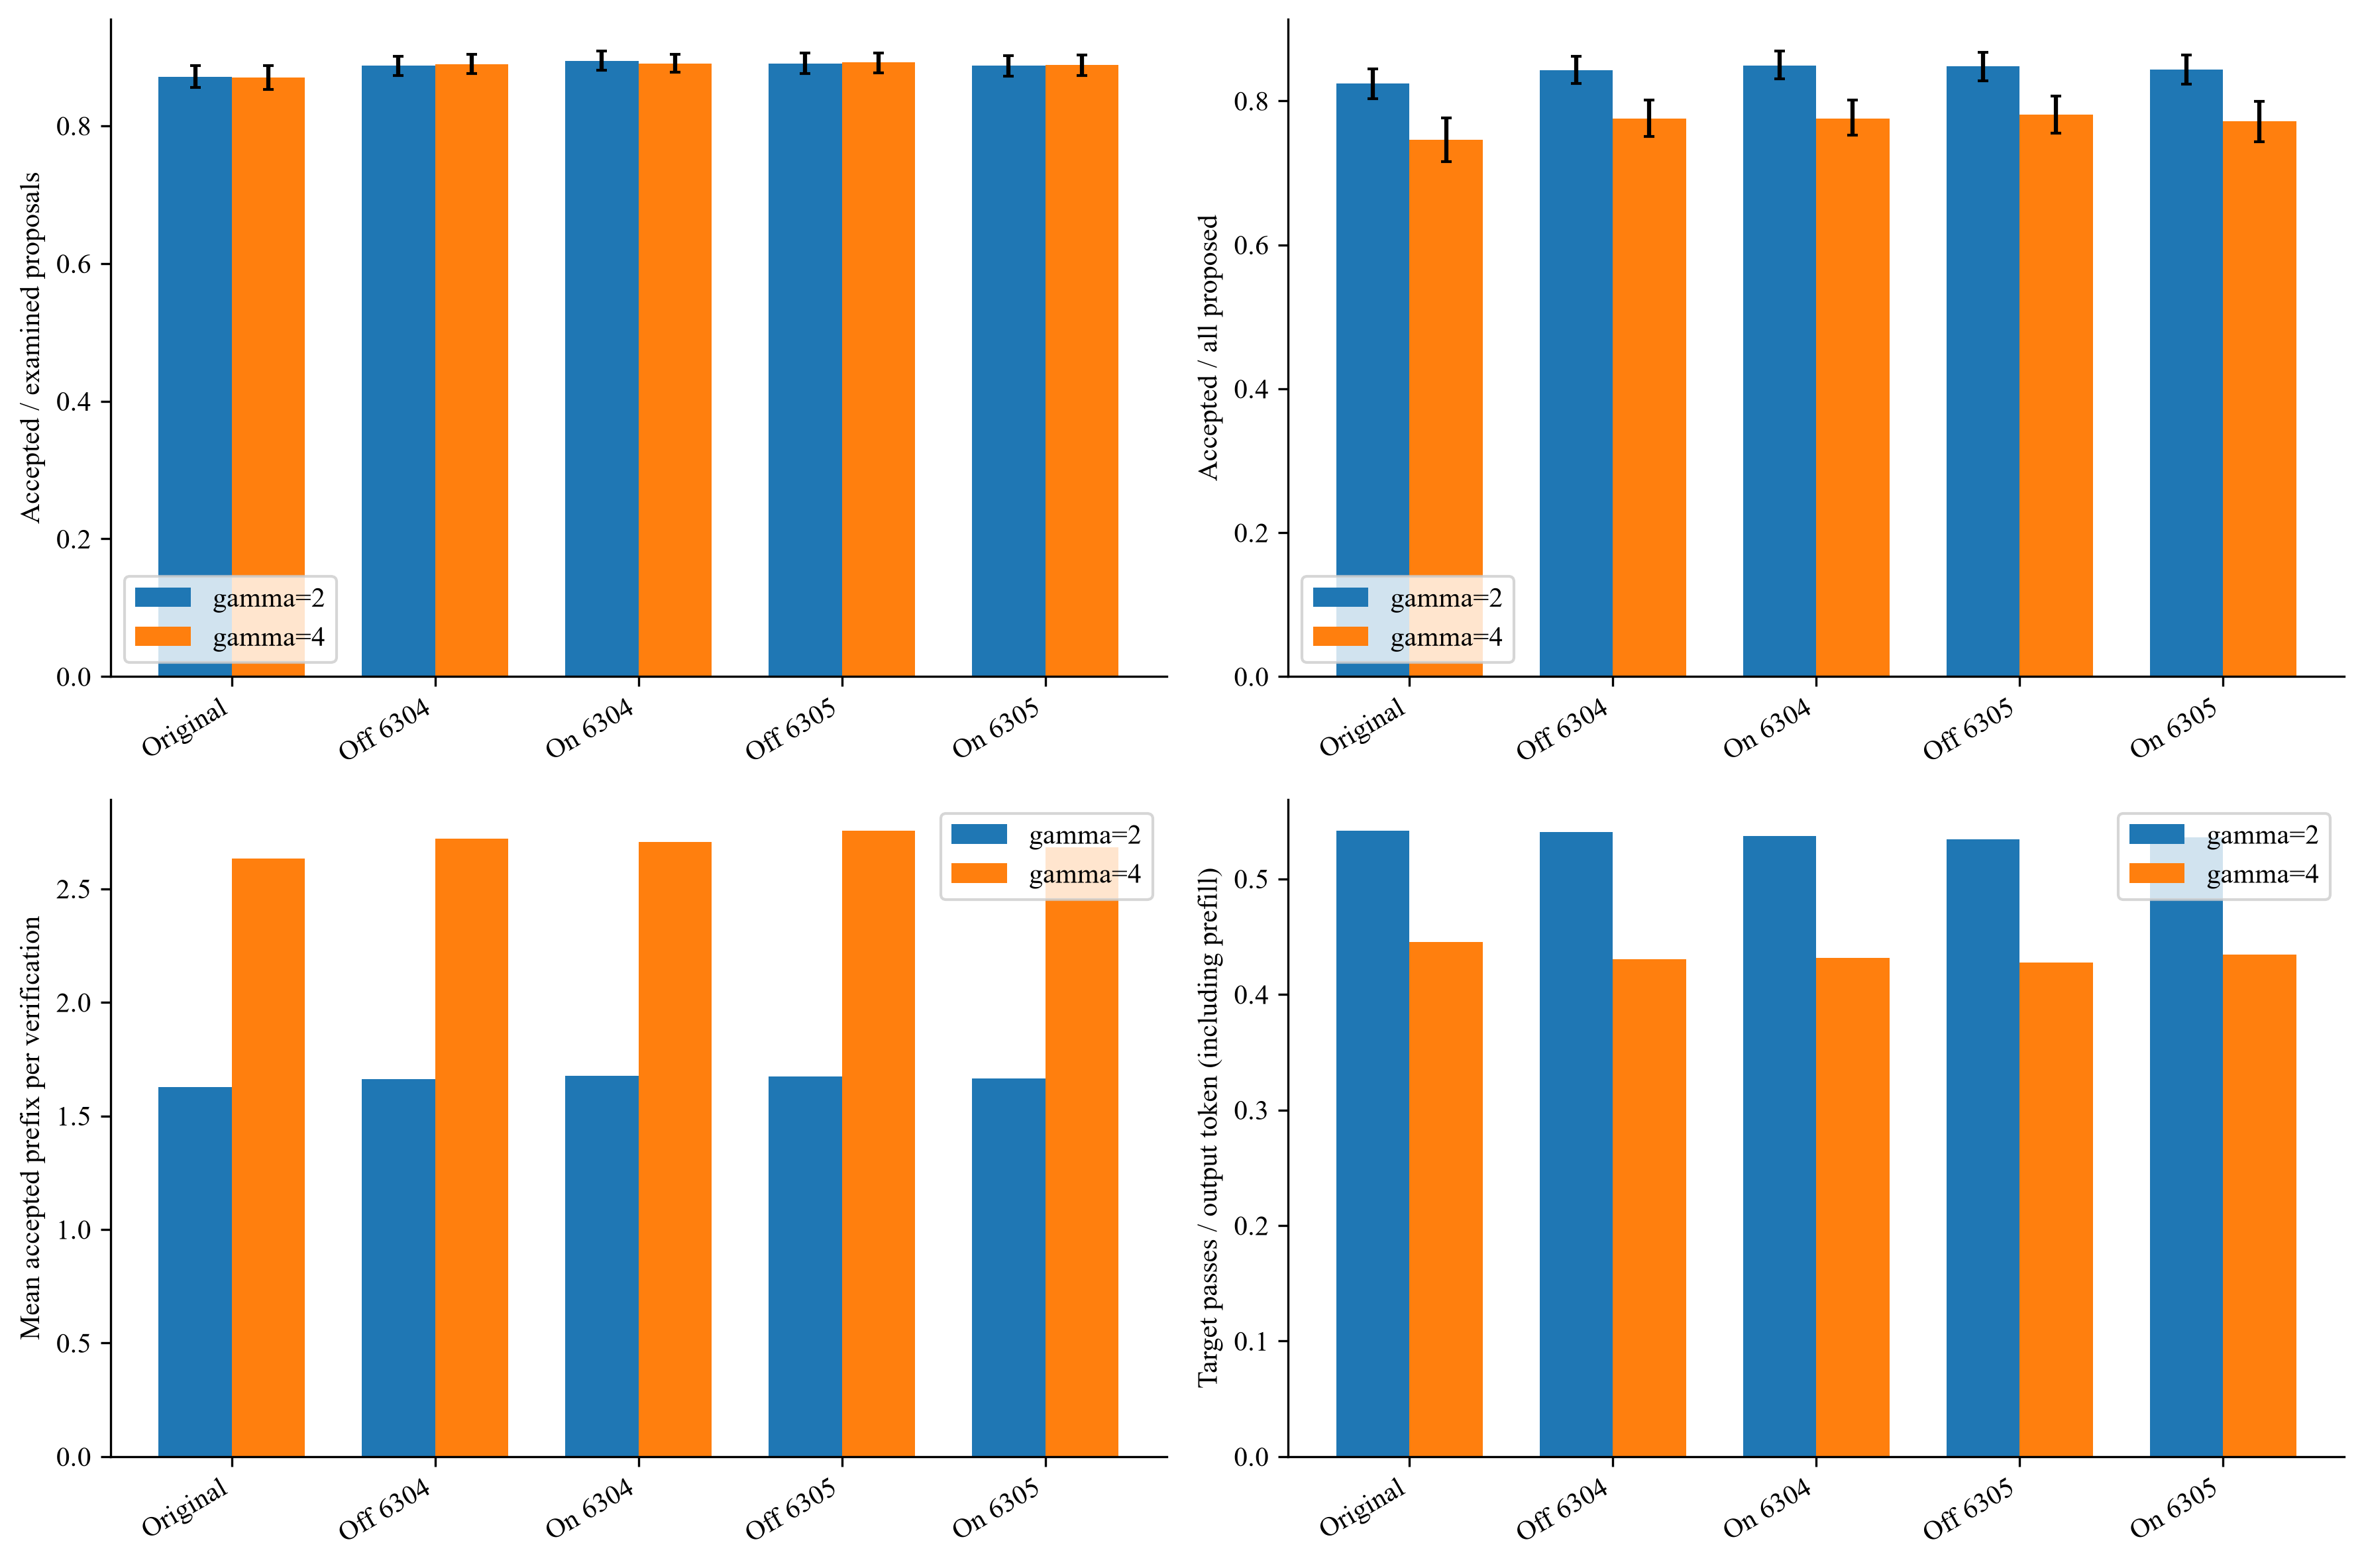 Accepted / examined proposals
0.8
0.6
0.4
0.2
0.0
gamma=2
gamma=4
Original
Off 6304
On 6304
Off 6305
On 6305
Accepted / all proposed
0.8
0.6
0.4
0.2
0.0
gamma=2
gamma=4
Original
Off 6304
On 6304
Off 6305
On 6305
Mean accepted prefix per verification
2.5
2.0
1.5
1.0
0.5
0.0
gamma=2
gamma=4
Original
Off 6304
On 6304
Off 6305
On 6305
Target passes / output token (including prefill)
0.5
0.4
0.3
0.2
0.1
0.0
gamma=2
gamma=4
Original
Off 6304
On 6304
Off 6305
On 6305